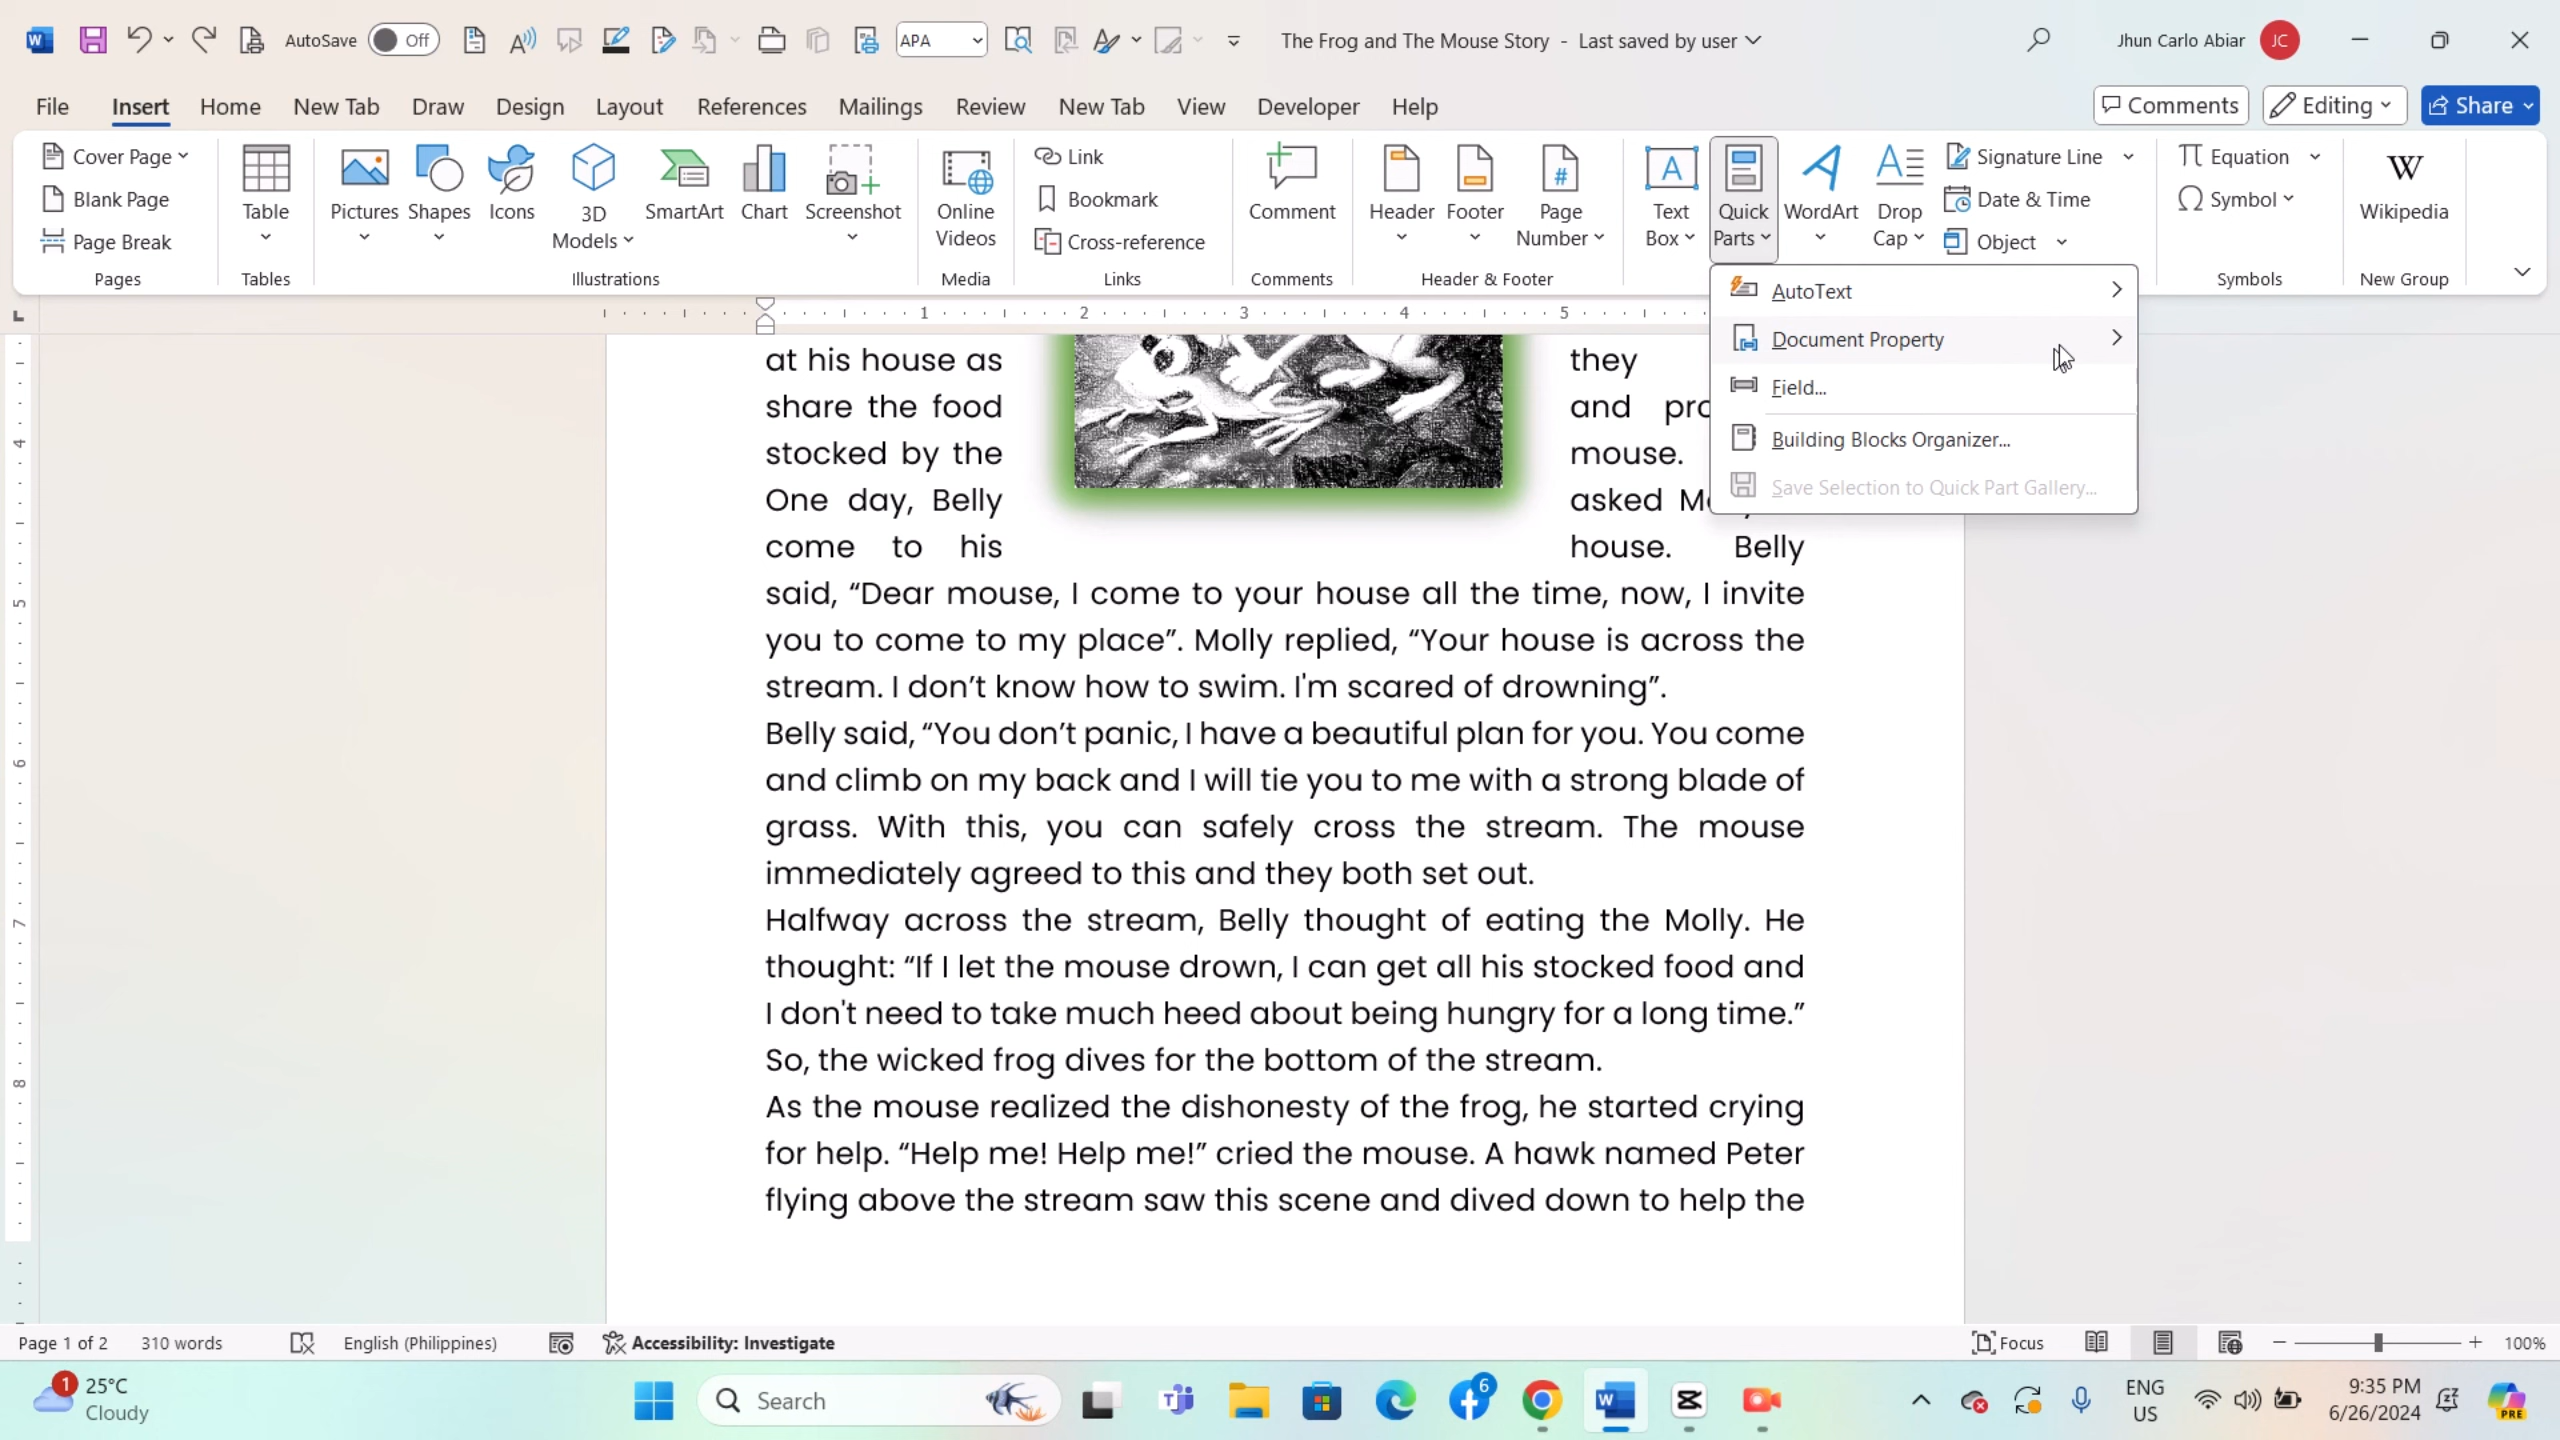 AutoSave Off APA The Frog and The Mouse Story - Last saved by user Jhun Carlo Abiar JC
File Insert Home New Tab Draw Design Layout References Mailings Review New Tab View Developer Help Comments Editing Share
Cover Page
Blank Page
Page Break
Pages
Table
Tables
Pictures
Shapes
Icons
3D
Models
SmartArt
Chart
Screenshot
Illustrations
Online
Videos
Media
Link
Bookmark
Cross-reference
Links
Comment
Comments
Header
Footer
Page
Number
Header & Footer
Text
Box
Quick
Parts
WordArt
Drop
Cap
Signature Line
Date & Time
Object
Equation
Symbol
Symbols
W
Wikipedia
New Group
AutoText
Document Property
Field...
Building Blocks Organizer...
Save Selection to Quick Part Gallery...
1 2 3 4 5
4
5
6
7
8
at his house as they
share the food and
stocked by the mouse.
One day, Belly asked
come to his house. Belly
said, “Dear mouse, I come to your house all the time, now, I invite
you to come to my place”. Molly replied, “Your house is across the
stream. I don’t know how to swim. I'm scared of drowning”.
Belly said, “You don’t panic, I have a beautiful plan for you. You come
and climb on my back and I will tie you to me with a strong blade of
grass. With this, you can safely cross the stream. The mouse
immediately agreed to this and they both set out.
Halfway across the stream, Belly thought of eating the Molly. He
thought: “If I let the mouse drown, I can get all his stocked food and
I don't need to take much heed about being hungry for a long time.”
So, the wicked frog dives for the bottom of the stream.
As the mouse realized the dishonesty of the frog, he started crying
for help. “Help me! Help me!” cried the mouse. A hawk named Peter
flying above the stream saw this scene and dived down to help the
Page 1 of 2 310 words English (Philippines) Accessibility: Investigate Focus 100%
1 25°C
Cloudy
Search
6
ENG
US
9:35 PM
6/26/2024
PRE